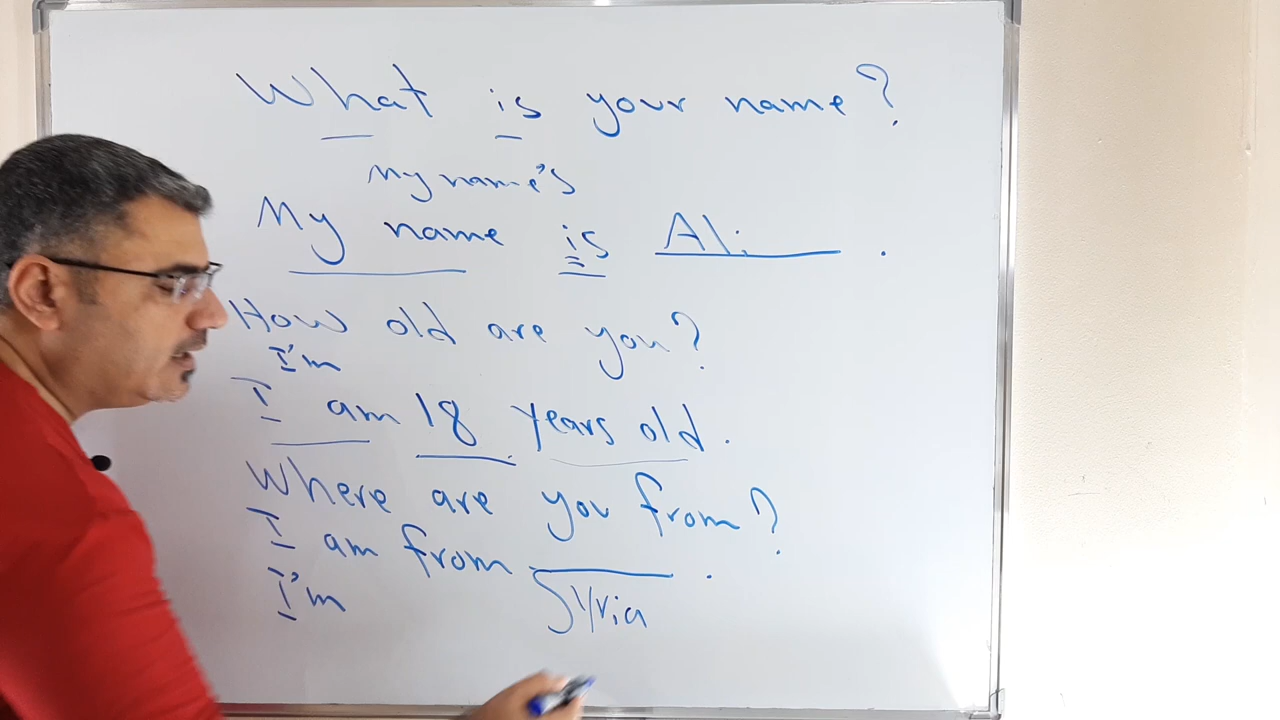 What is your name?
My name's
My name is Ali.
How old are you?
I'm
I am 18 years old.
Where are you from?
I am from ______.
I'm
Syria